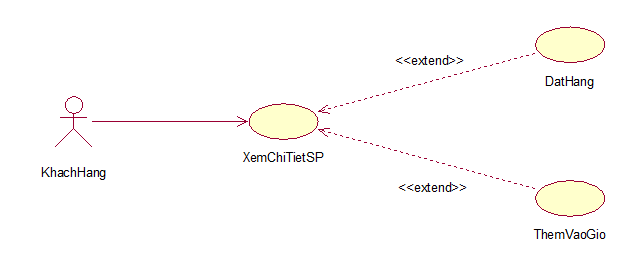 <<extend>>
DatHang
XemChiTietSP
KhachHang
<<extend>>
ThemVaoGio